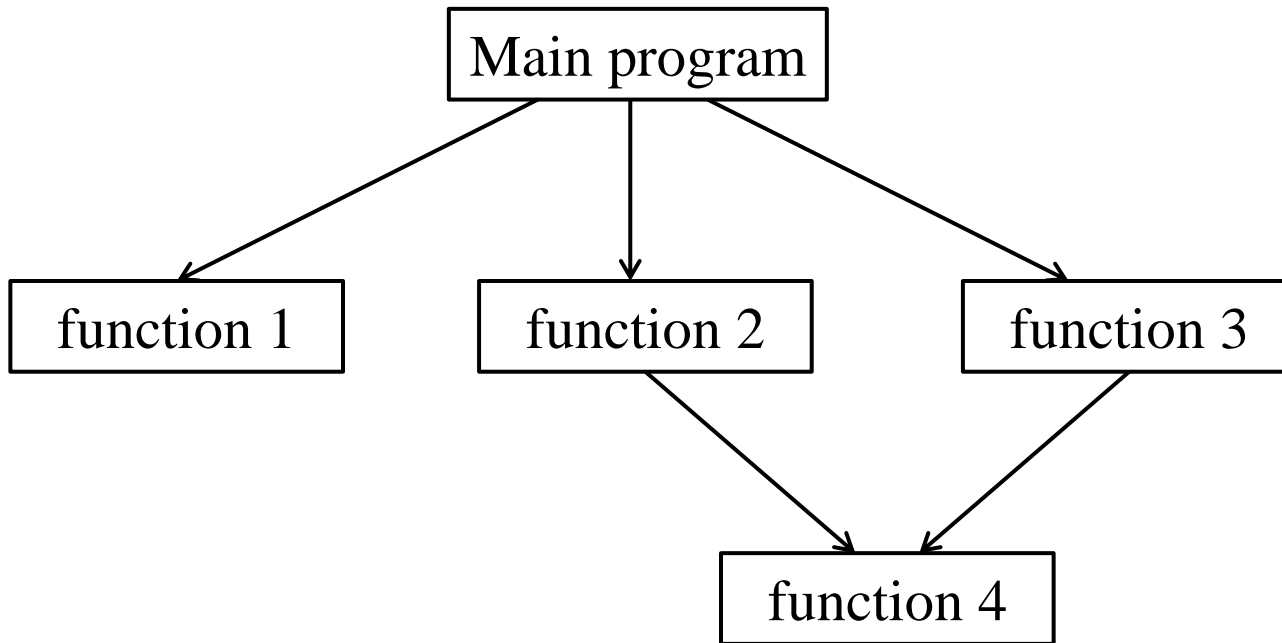 Main program
function 1
function 2
function 3
function 4